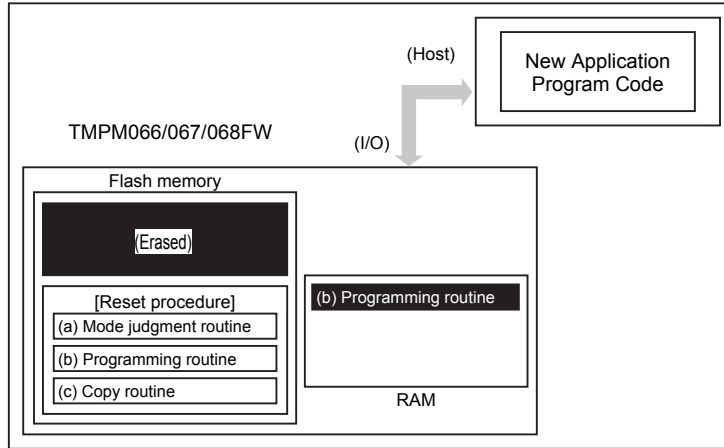 (Host)
New Application
Program Code
TMPM066/067/068FW
(I/O)
Flash memory
(Erased)
[Reset procedure]
(a) Mode judgment routine
(b) Programming routine
(c) Copy routine
(b) Programming routine
RAM